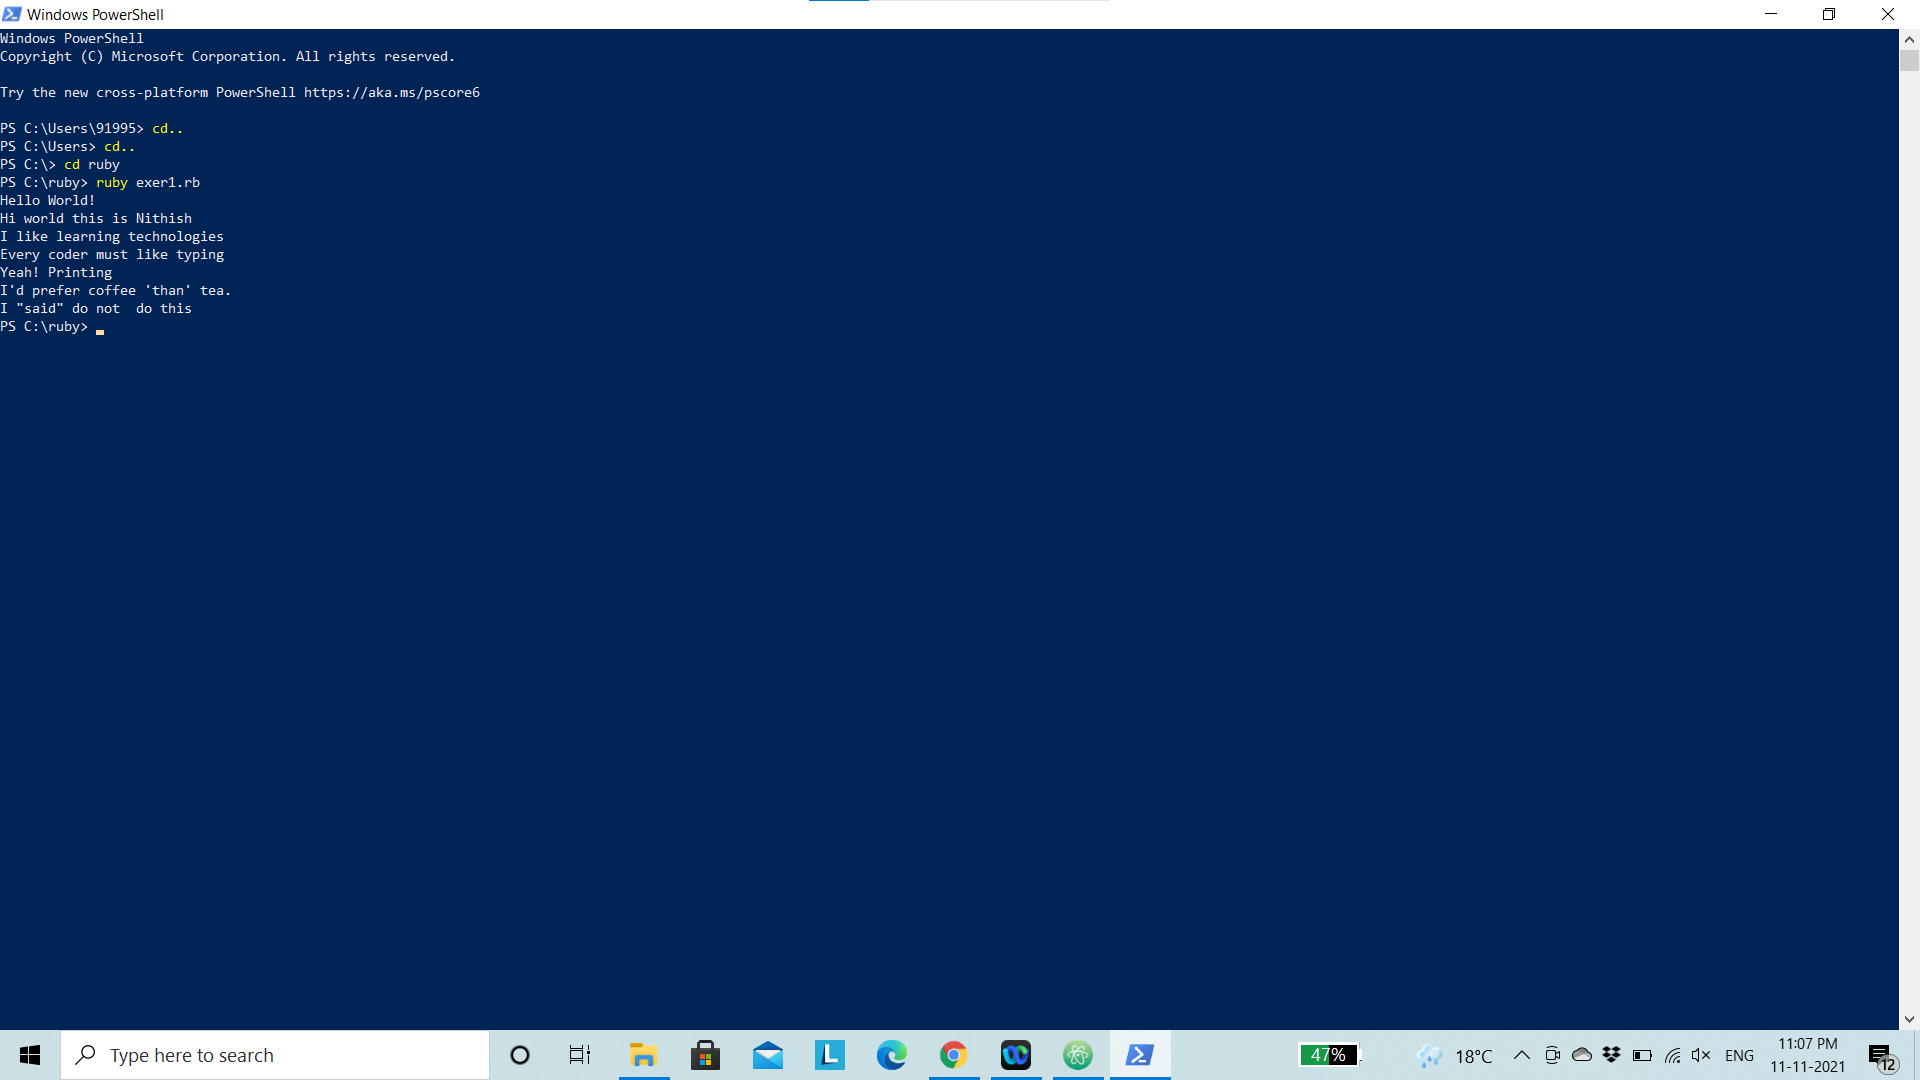 Windows PowerShell
Windows PowerShell
Copyright (C) Microsoft Corporation. All rights reserved.
Try the new cross-platform PowerShell https://aka.ms/pscore6
PS C:\Users\91995> cd..
PS C:\Users> cd..
PS C:\> cd ruby
PS C:\ruby> ruby exer1.rb
Hello World!
Hi world this is Nithish
I like learning technologies
Every coder must like typing
Yeah! Printing
I'd prefer coffee 'than' tea.
I "said" do not  do this
PS C:\ruby>
Type here to search
L
47%
18°C
ENG
11:07 PM
11-11-2021
12